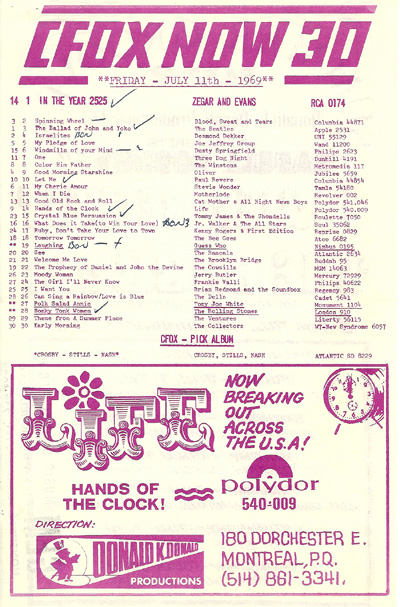 CFOX NOW 30
**FRIDAY - JULY 11th - 1969**
14 1 IN THE YEAR 2525 ZEGAR AND EVANS RCA 0174
3 2 Spinning Wheel Blood, Sweat and Tears Columbia 44871
1 3 The Ballad of John and Yoko The Beatles Apple 2531
2 4 Israelites Desmond Dekker UNI 55129
5 5 My Pledge of Love Joe Jeffrey Group Wand 11200
15 6 Windmills of your Mind Dusty Springfield Philips 2623
11 7 One Three Dog Night Dunhill 4191
8 8 Color Him Father The Winstons Metromedia 117
4 9 Good Morning Starshine Oliver Jubilee 5659
10 10 Let Me Paul Revere Columbia 44854
6 11 My Cherie Amour Stevie Wonder Tamla 54180
7 12 When I Die Motherlode Revolver 002
13 13 Good Old Rock and Roll Cat Mother & All Night News Boys Polydor 541,046
9 14 Hands of the Clock Life Polydor 540.009
23 15 Crystal Blue Persuasion Tommy James & The Shondells Roulette 7050
16 16 What Does it Take(to Win Your Love) Jr. Walker & The All Stars Soul 35062
24 17 Ruby, Don't Take your Love to Town Kenny Rogers & First Edition Reprise 0829
18 18 Tomorrow Tomorrow The Bee Gees Atco 6682
** 19 Laughing Guess Who Nimbus 0195
20 20 See The Rascals Atlantic 2634
21 21 Welcome Me Love The Brooklyn Bridge Buddah 95
19 22 The Prophecy of Daniel and John the Devine The Cowsills MGM 14063
26 23 Moody Woman Jerry Butler Mercury 72929
27 24 The Girl I'll Never Know Frankie Valli Philips 40622
25 25 I Want You Brian Redmond and the Soundbox Regency 983
28 26 Can Sing a Rainbow/Love is Blue The Dells Cadet 5641
** 27 Polk Salad Annie Tony Joe White Monument 1104
** 28 Honky Tonk Women The Rolling Stones London 910
29 29 Theme from A Summer Place The Ventures Liberty 56115
30 30 Early Morning The Collectors WY-New Syndrome 6057
CFOX - PICK ALBUM
"CROSBY - STILLS - NASH" CROSBY, STILLS, NASH ATLANTIC SD 8229
LIFE
NOW
BREAKING
OUT
ACROSS
THE U.S.A!
HANDS OF
THE CLOCK!
polydor
540·009
DIRECTION:
DONALD K. DONALD
PRODUCTIONS
180 DORCHESTER E.
MONTREAL, P.Q.
(514) 861-3341.